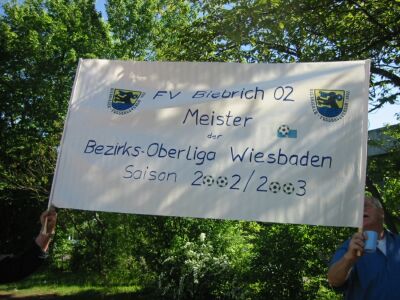 FV Biebrich 02
Meister
der
Bezirks-Oberliga Wiesbaden
Saison 2002/2003